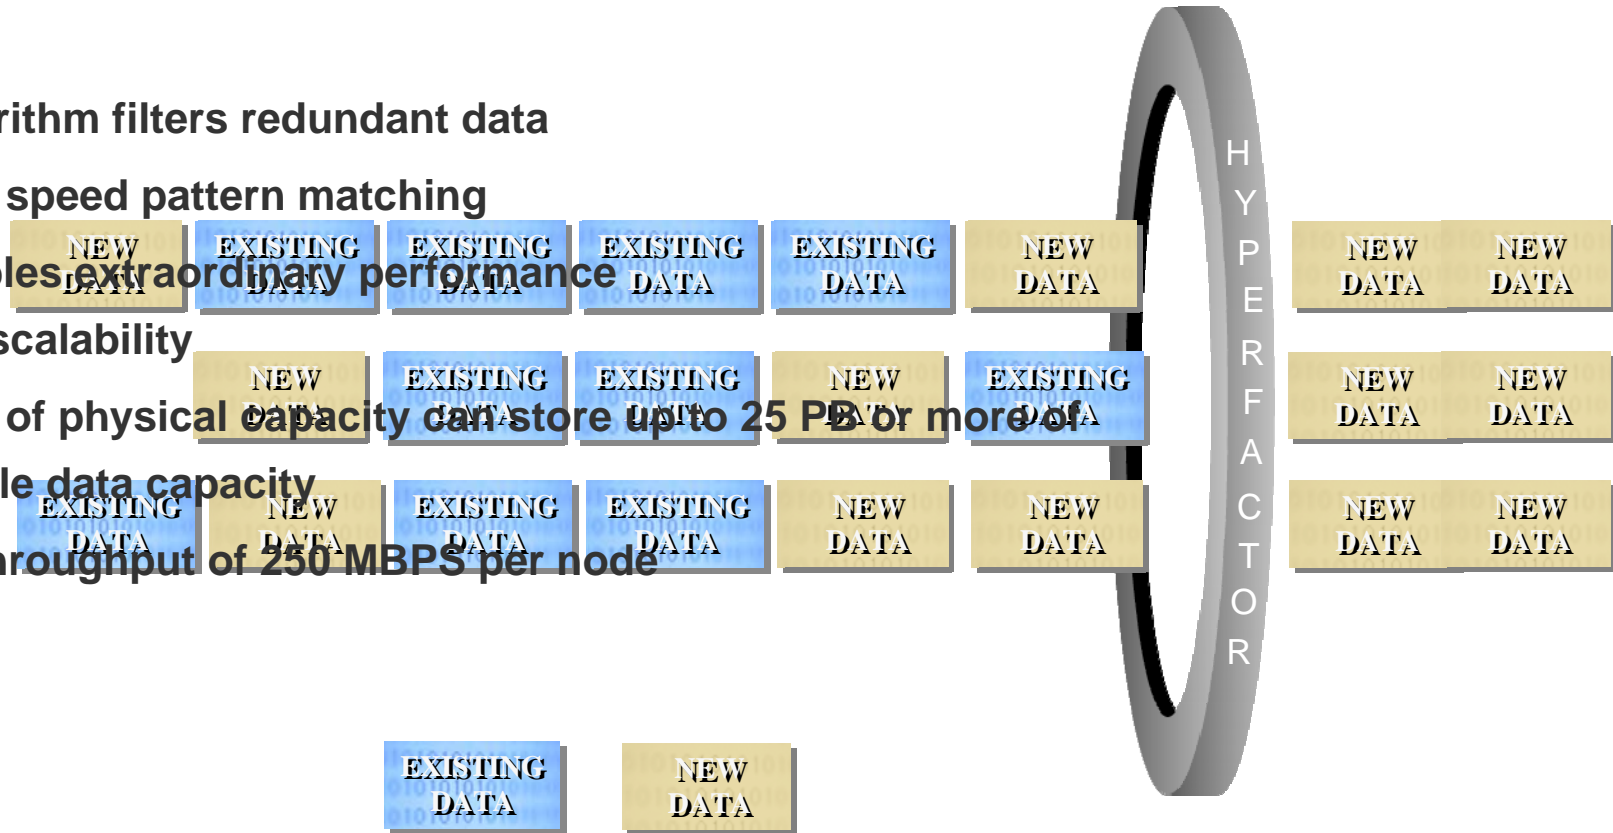 rithm filters redundant data
speed pattern matching
NEW DATA EXISTING DATA EXISTING DATA EXISTING DATA EXISTING DATA NEW DATA NEW DATA NEW DATA
bles extraordinary performance
scalability
NEW DATA EXISTING DATA EXISTING DATA NEW DATA EXISTING DATA NEW DATA NEW DATA
of physical capacity can store up to 25 PB or more of
le data capacity
EXISTING DATA NEW DATA EXISTING DATA EXISTING DATA NEW DATA NEW DATA NEW DATA NEW DATA
hroughput of 250 MBPS per node
HYPERFACTOR
EXISTING DATA NEW DATA